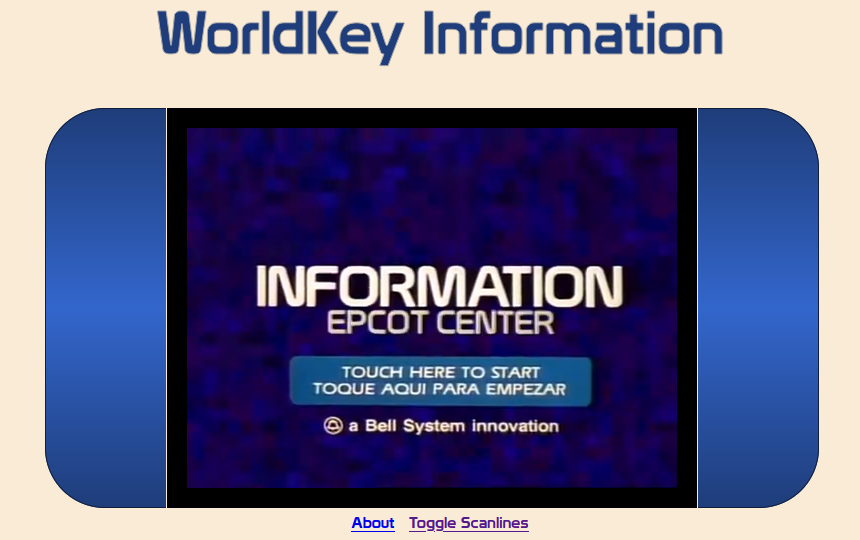 WorldKey Information
INFORMATION
EPCOT CENTER
TOUCH HERE TO START
TOQUE AQUI PARA EMPEZAR
a Bell System innovation
About Toggle Scanlines